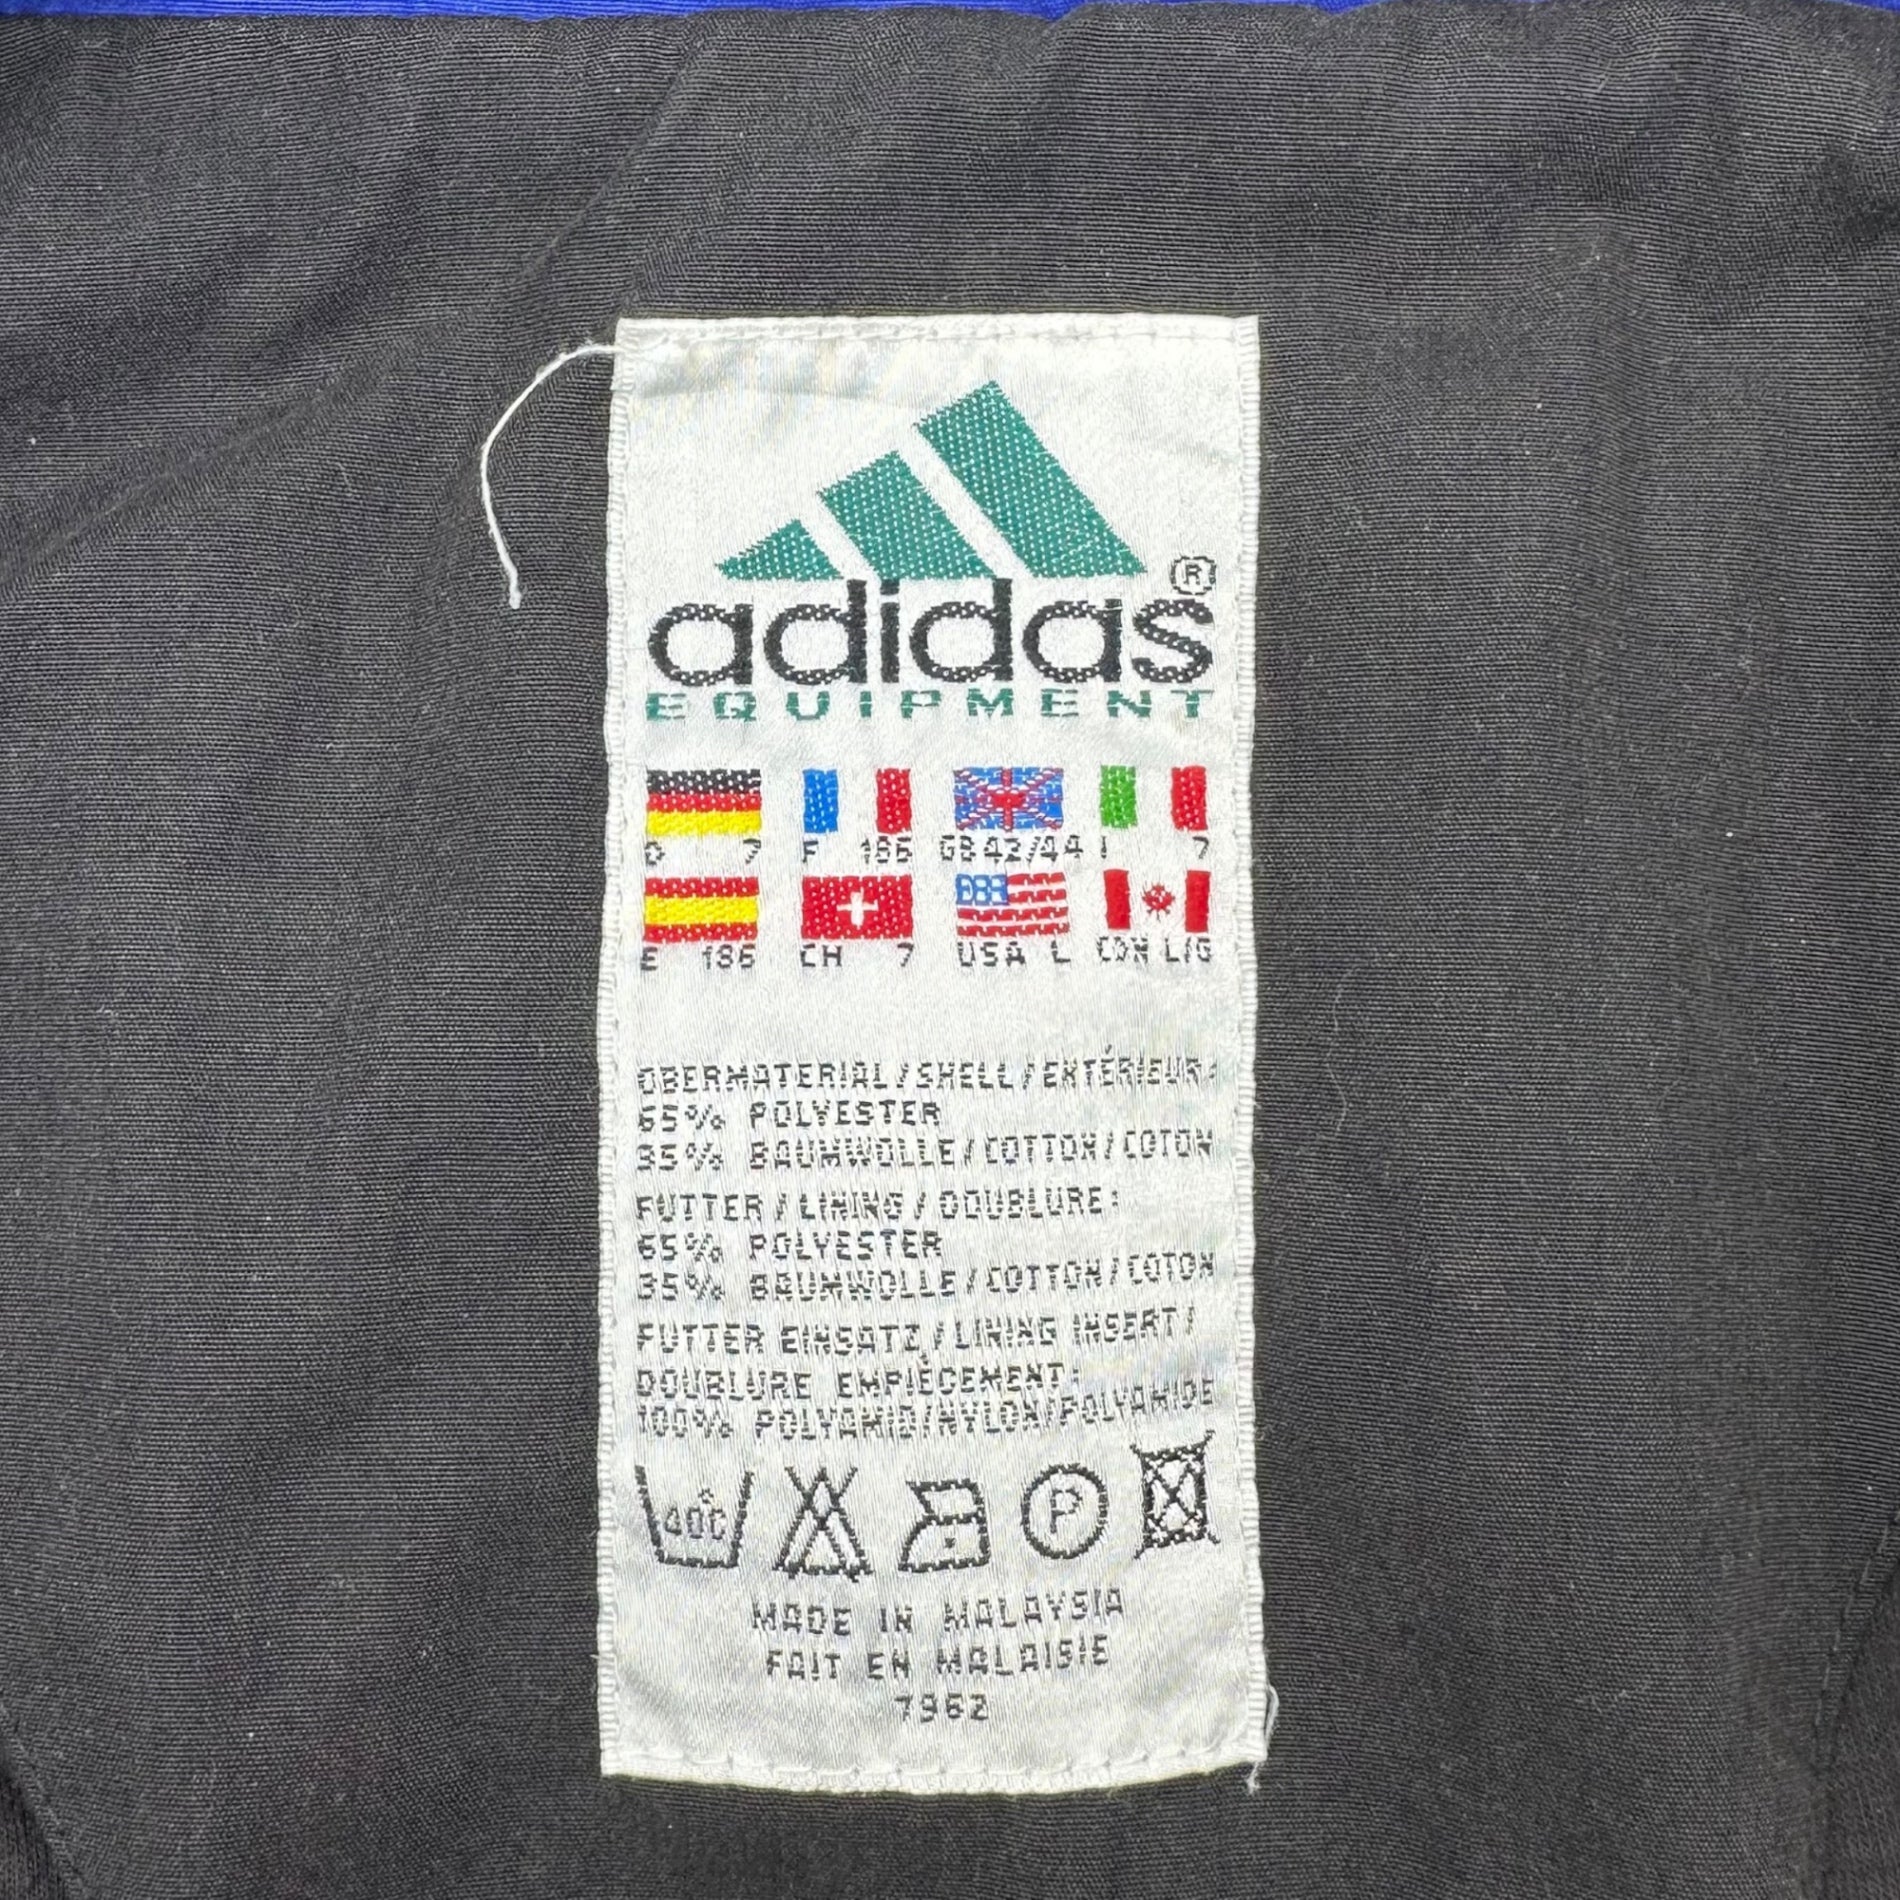 ®
adidas
EQUIPMENT
D 7 F 186 GB 42/44 I 7
E 186 CH 7 USA L CDN L/G
OBERMATERIAL/SHELL/EXTÉRIEUR:
65% POLYESTER
35% BAUMWOLLE/COTTON/COTON
FUTTER/LINING/DOUBLURE:
65% POLYESTER
35% BAUMWOLLE/COTTON/COTON
FUTTER EINSATZ/LINING INSERT/
DOUBLURE EMPIÈCEMENT:
100% POLYAMID/NYLON/POLYAMIDE
40°C P
MADE IN MALAYSIA
FAIT EN MALAISIE
7962